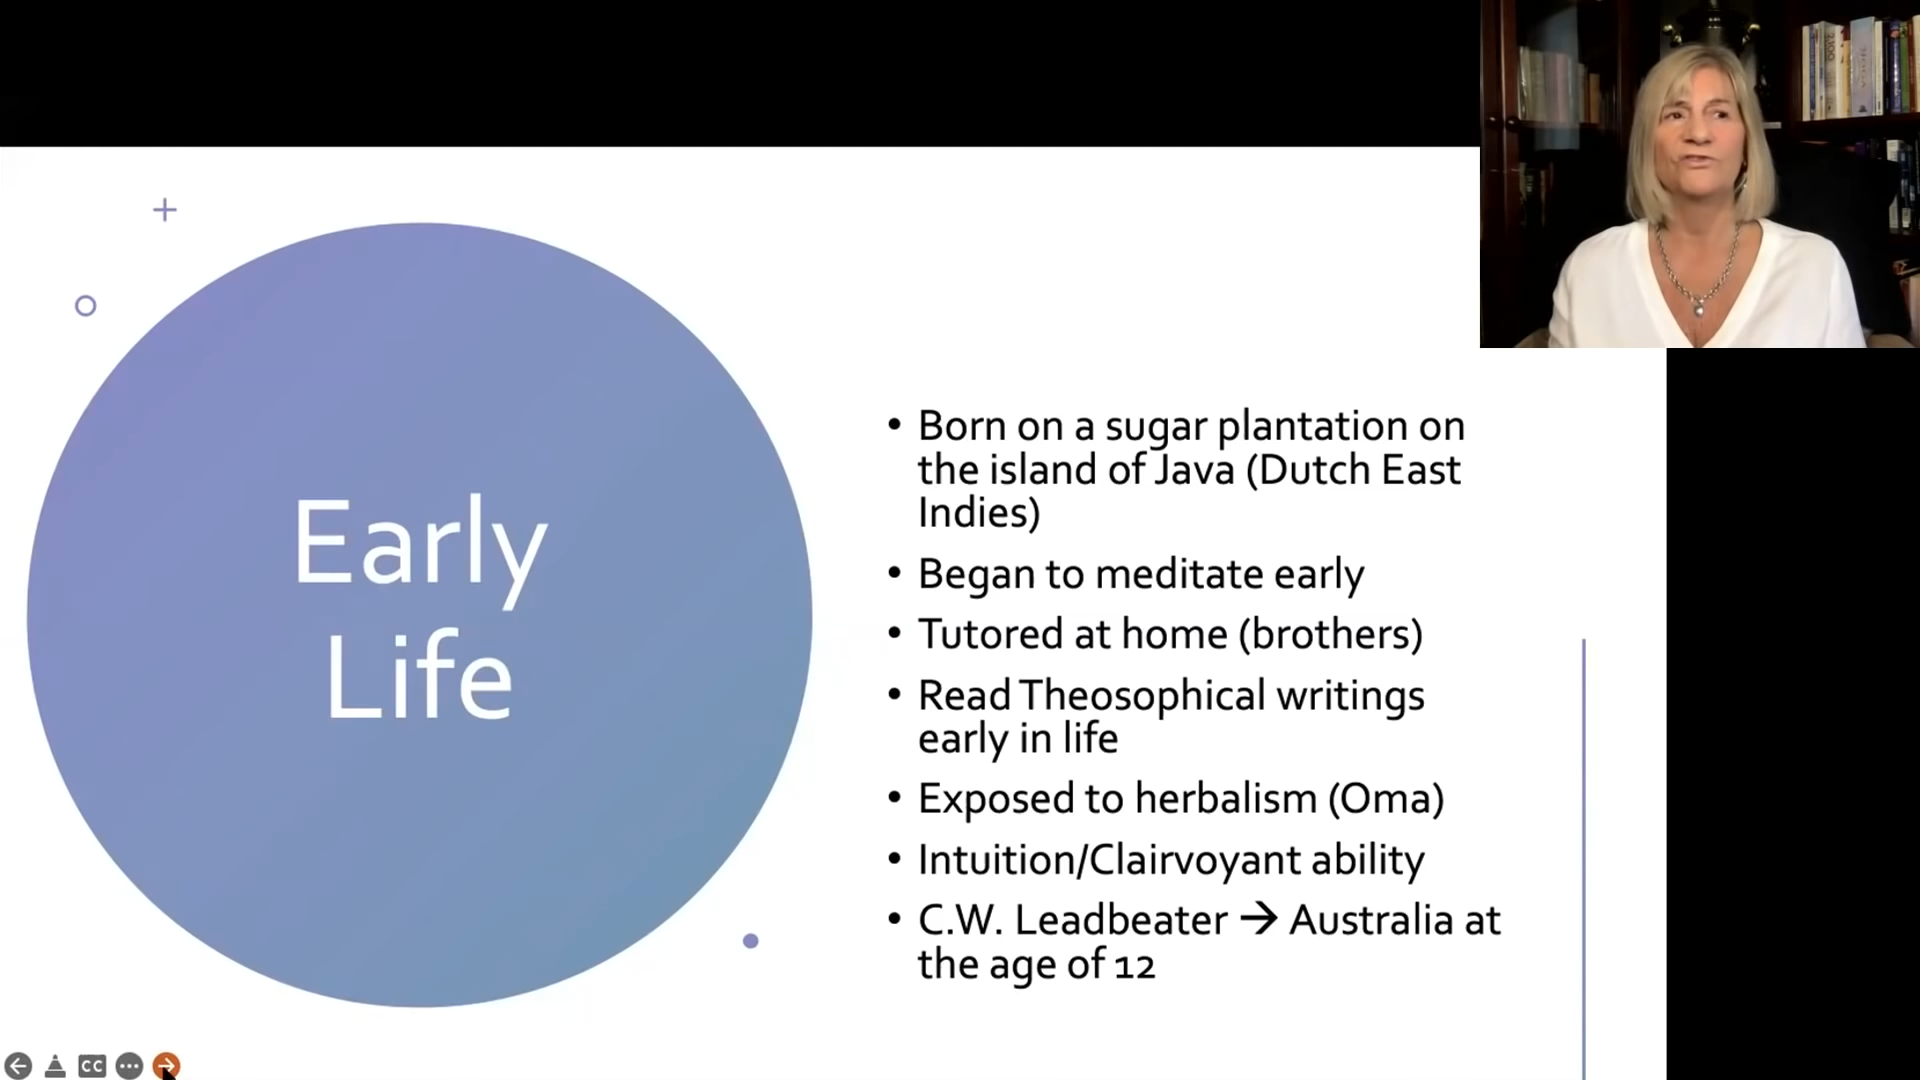 Early
Life
• Born on a sugar plantation on
the island of Java (Dutch East
Indies)
• Began to meditate early
• Tutored at home (brothers)
• Read Theosophical writings
early in life
• Exposed to herbalism (Oma)
• Intuition/Clairvoyant ability
• C.W. Leadbeater → Australia at
the age of 12
CC